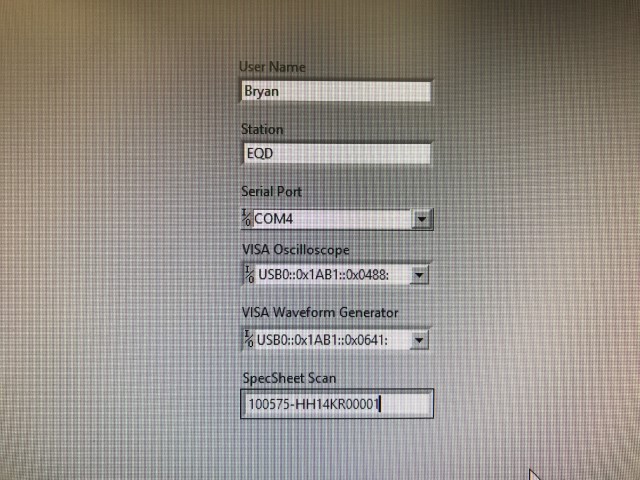 User Name
Bryan
Station
EQD
Serial Port
I/O COM4
VISA Oscilloscope
I/O USB0::0x1AB1::0x0488:
VISA Waveform Generator
I/O USB0::0x1AB1::0x0641:
SpecSheet Scan
100575-HH14KR00001